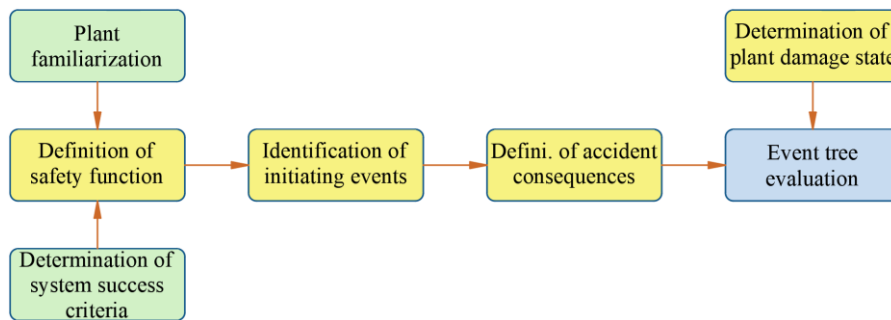 Plant
familiarization
Determination of
plant damage state
Definition of
safety function
Identification of
initiating events
Defini. of accident
consequences
Event tree
evaluation
Determination of
system success
criteria